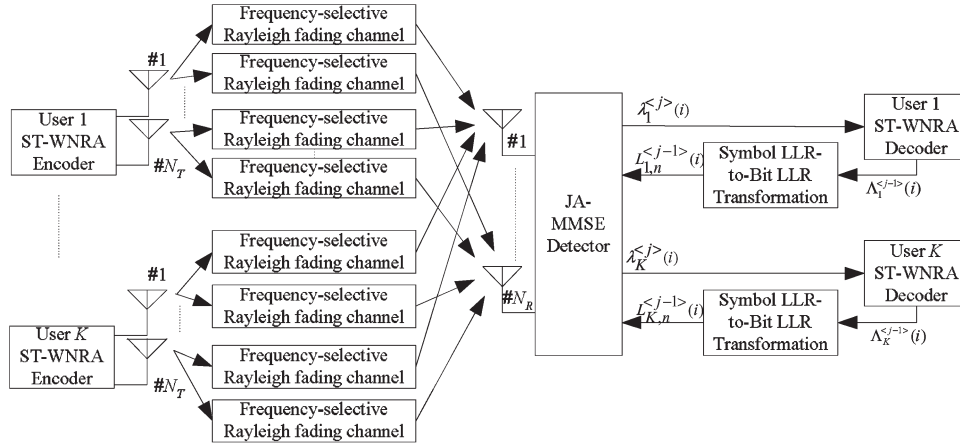 Frequency-selective
Rayleigh fading channel
Frequency-selective
Rayleigh fading channel
#1
User 1
ST-WNRA
Encoder
#N_T
Frequency-selective
Rayleigh fading channel
Frequency-selective
Rayleigh fading channel
#1
JA-
MMSE
Detector
λ_1^{<j>}(i)
L_{1,n}^{<j-1>}(i)
Symbol LLR-
to-Bit LLR
Transformation
User 1
ST-WNRA
Decoder
Λ_1^{<j-1>}(i)
Frequency-selective
Rayleigh fading channel
Frequency-selective
Rayleigh fading channel
#1
User K
ST-WNRA
Encoder
#N_T
Frequency-selective
Rayleigh fading channel
Frequency-selective
Rayleigh fading channel
#N_R
λ_K^{<j>}(i)
L_{K,n}^{<j-1>}(i)
Symbol LLR-
to-Bit LLR
Transformation
User K
ST-WNRA
Decoder
Λ_K^{<j-1>}(i)